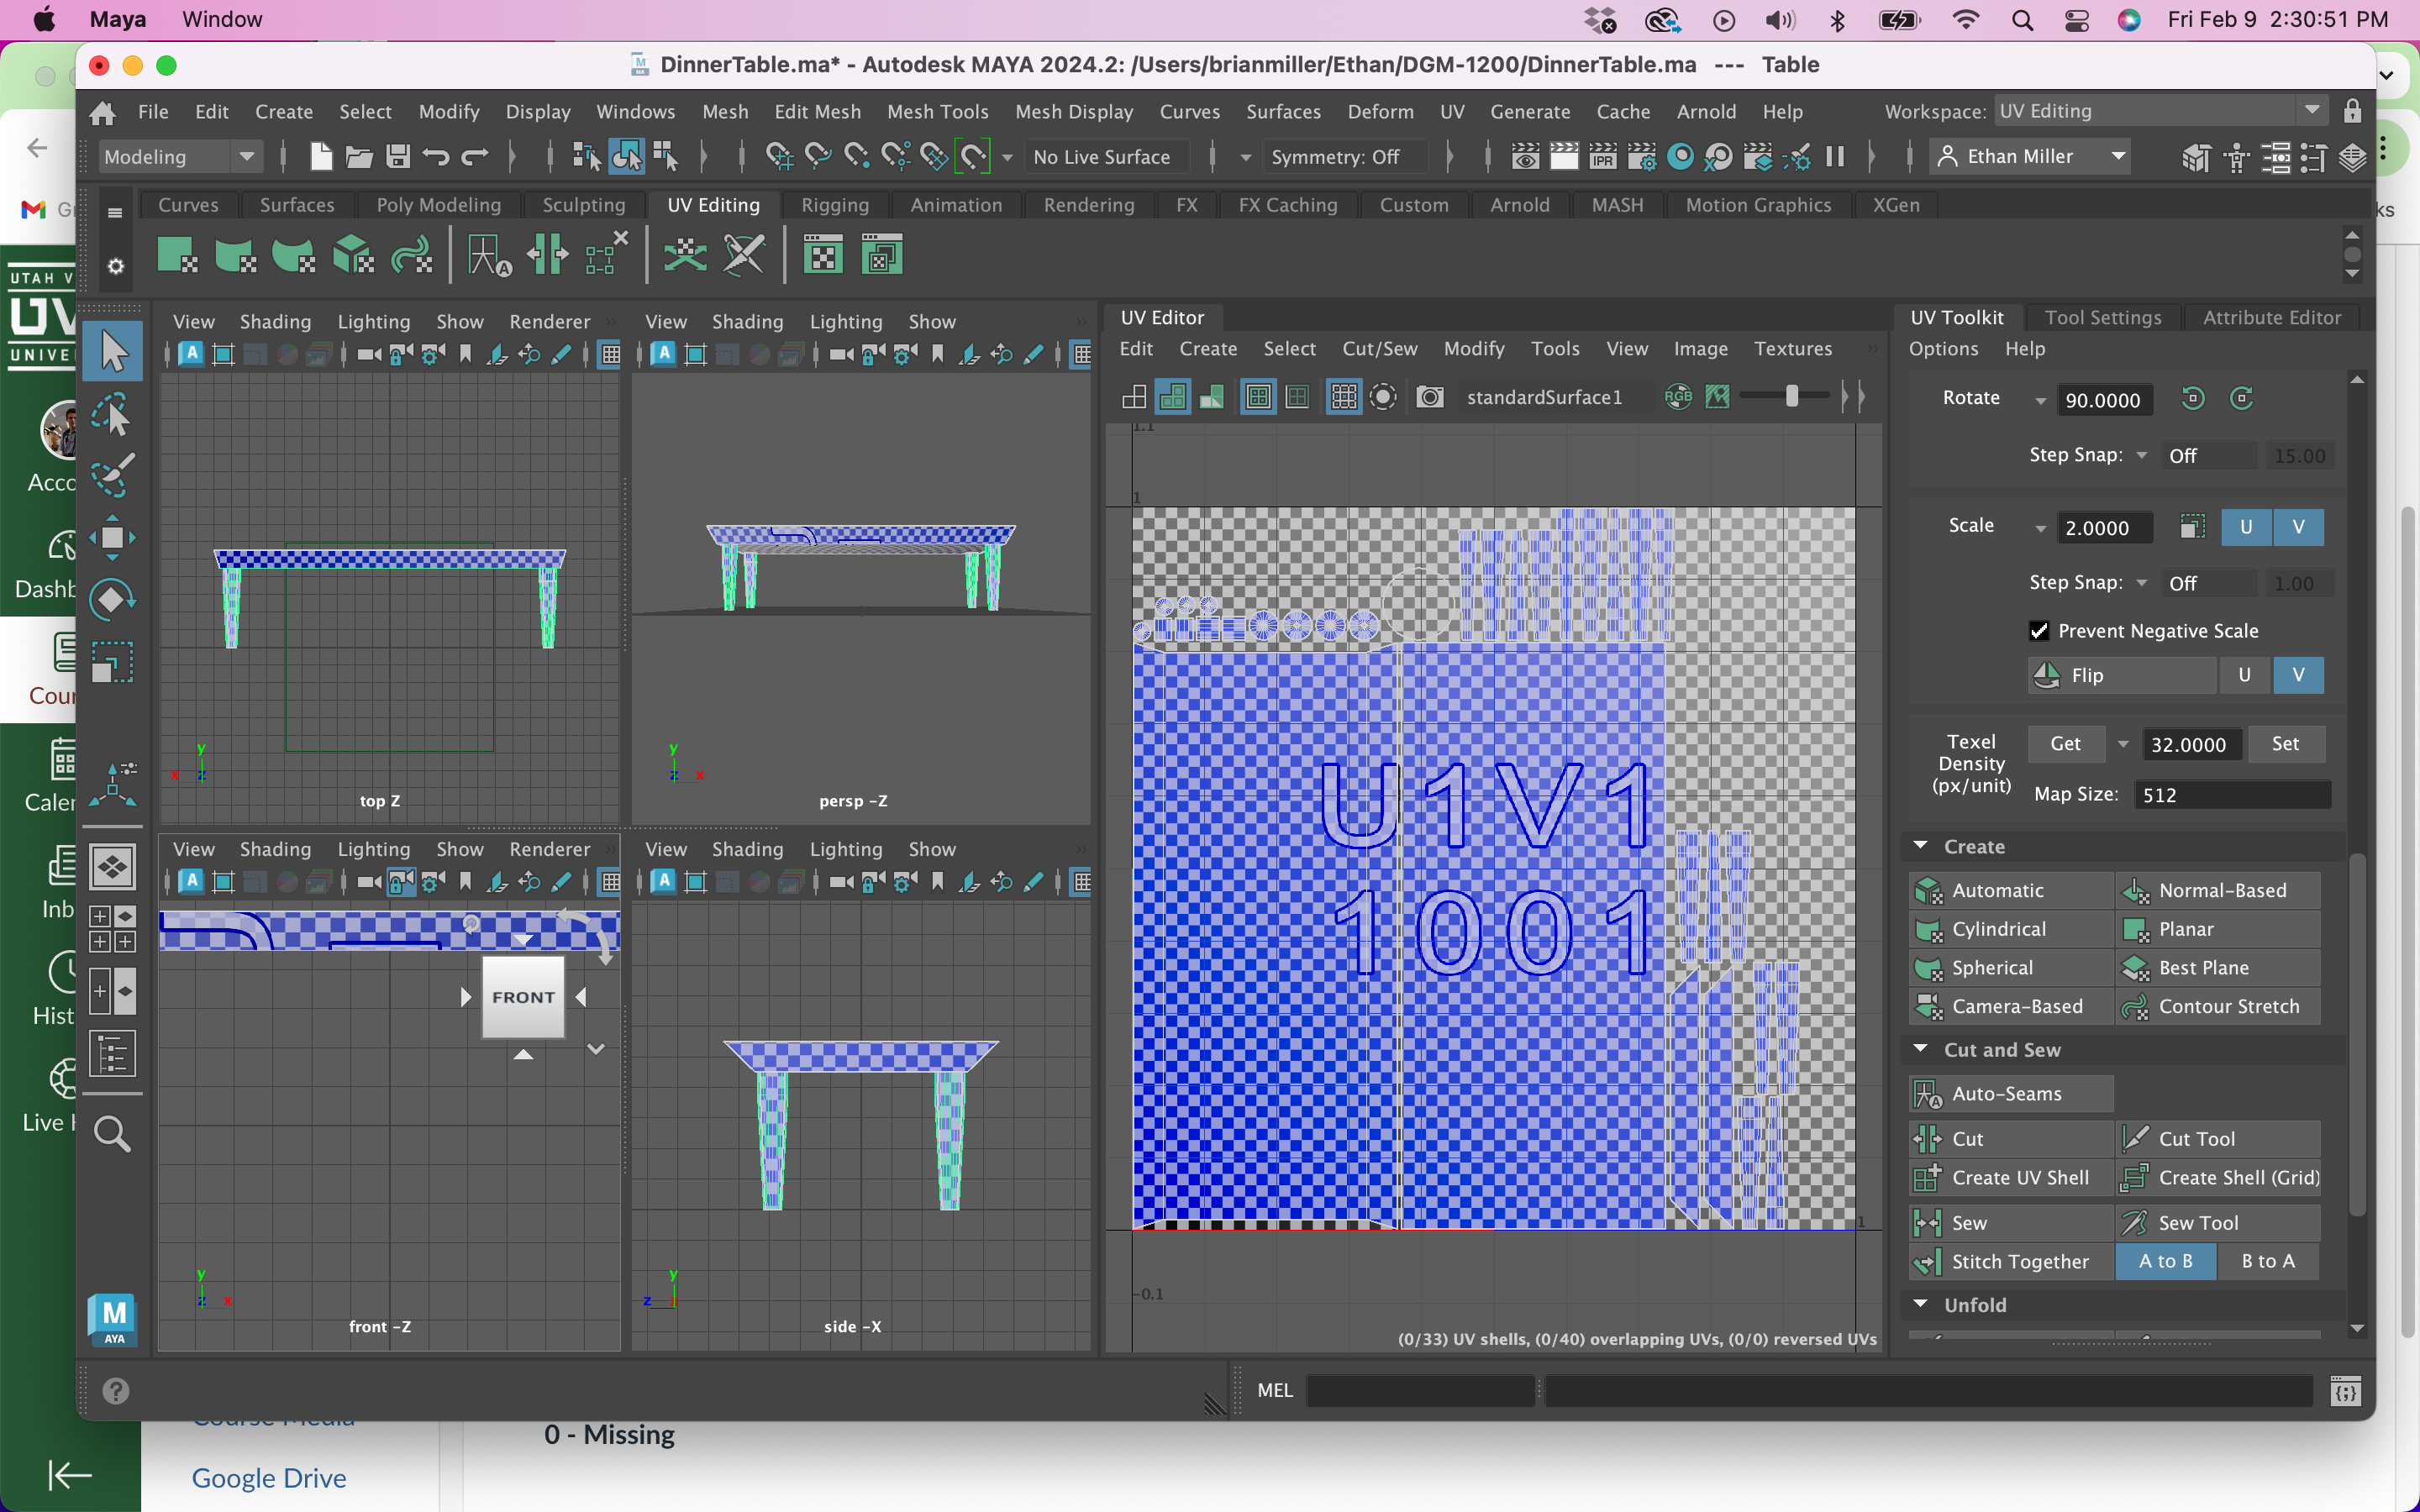 Maya Window Fri Feb 9 2:30:51 PM
DinnerTable.ma* - Autodesk MAYA 2024.2: /Users/brianmiller/Ethan/DGM-1200/DinnerTable.ma --- Table
File Edit Create Select Modify Display Windows Mesh Edit Mesh Mesh Tools Mesh Display Curves Surfaces Deform UV Generate Cache Arnold Help Workspace: UV Editing
Modeling No Live Surface Symmetry: Off IPR Ethan Miller
Curves Surfaces Poly Modeling Sculpting UV Editing Rigging Animation Rendering FX FX Caching Custom Arnold MASH Motion Graphics XGen
ks
UTAH V
UV
UNIVER
Acco
Dashb
Cour
Caler
Inb
Hist
Live H
View Shading Lighting Show Renderer
View Shading Lighting Show
top Z
persp -Z
View Shading Lighting Show Renderer
View Shading Lighting Show
FRONT
front -Z
side -X
UV Editor
Edit Create Select Cut/Sew Modify Tools View Image Textures
standardSurface1 RGB
1.1
1
U1V1
1001
1
-0.1
(0/33) UV shells, (0/40) overlapping UVs, (0/0) reversed UVs
UV Toolkit Tool Settings Attribute Editor
Options Help
Rotate 90.0000
Step Snap: Off 15.00
Scale 2.0000 U V
Step Snap: Off 1.00
Prevent Negative Scale
Flip U V
Texel Density (px/unit) Get 32.0000 Set
Map Size: 512
Create
Automatic Normal-Based
Cylindrical Planar
Spherical Best Plane
Camera-Based Contour Stretch
Cut and Sew
Auto-Seams
Cut Cut Tool
Create UV Shell Create Shell (Grid)
Sew Sew Tool
Stitch Together A to B B to A
Unfold
M
AYA
MEL
Course Media
0 - Missing
Google Drive